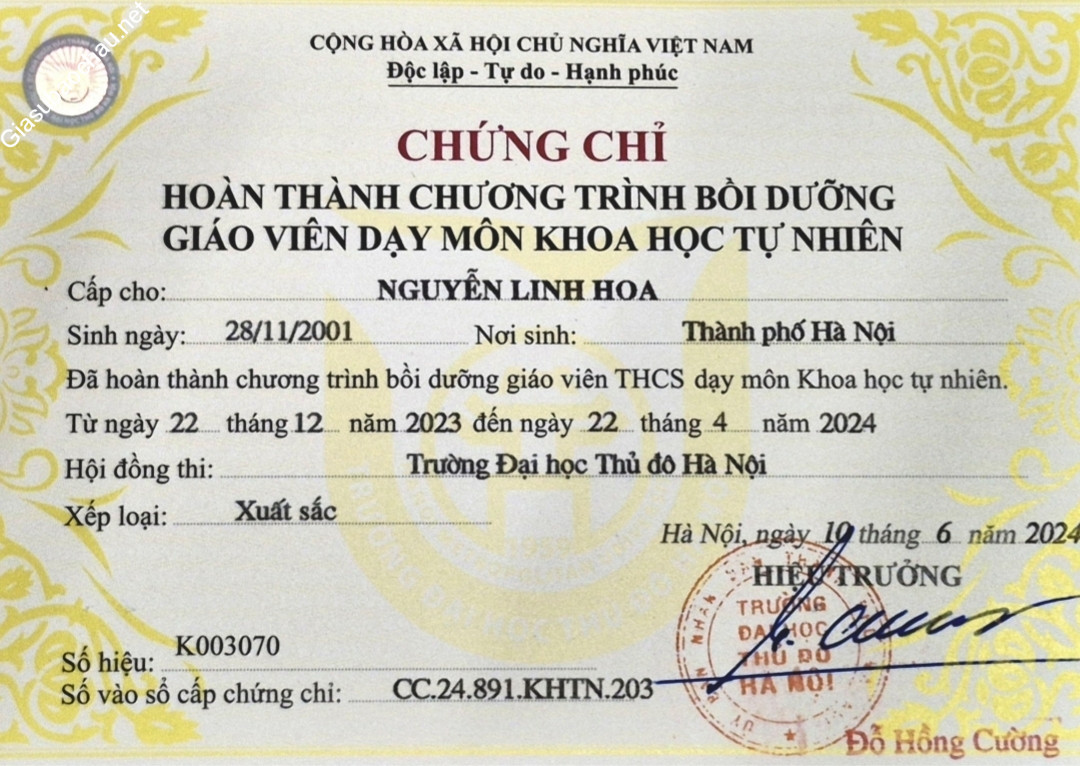 CỘNG HÒA XÃ HỘI CHỦ NGHĨA VIỆT NAM
Độc lập - Tự do - Hạnh phúc
CHỨNG CHỈ
HOÀN THÀNH CHƯƠNG TRÌNH BỒI DƯỠNG
GIÁO VIÊN DẠY MÔN KHOA HỌC TỰ NHIÊN
Cấp cho: NGUYỄN LINH HOA
Sinh ngày: 28/11/2001 Nơi sinh: Thành phố Hà Nội
Đã hoàn thành chương trình bồi dưỡng giáo viên THCS dạy môn Khoa học tự nhiên.
Từ ngày 22 tháng 12 năm 2023 đến ngày 22 tháng 4 năm 2024
Hội đồng thi: Trường Đại học Thủ đô Hà Nội
Xếp loại: Xuất sắc
Hà Nội, ngày 10 tháng 6 năm 2024
HIỆU TRƯỞNG
TRƯỜNG
ĐẠI HỌC
THỦ ĐÔ
HÀ NỘI
Số hiệu: K003070
Số vào sổ cấp chứng chỉ: CC.24.891.KHTN.203
Đỗ Hồng Cường